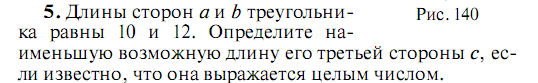 5. Длины сторон a и b треугольни-
ка равны 10 и 12. Определите на-
именьшую возможную длину его третьей стороны c, ес-
ли известно, что она выражается целым числом.
Рис. 140